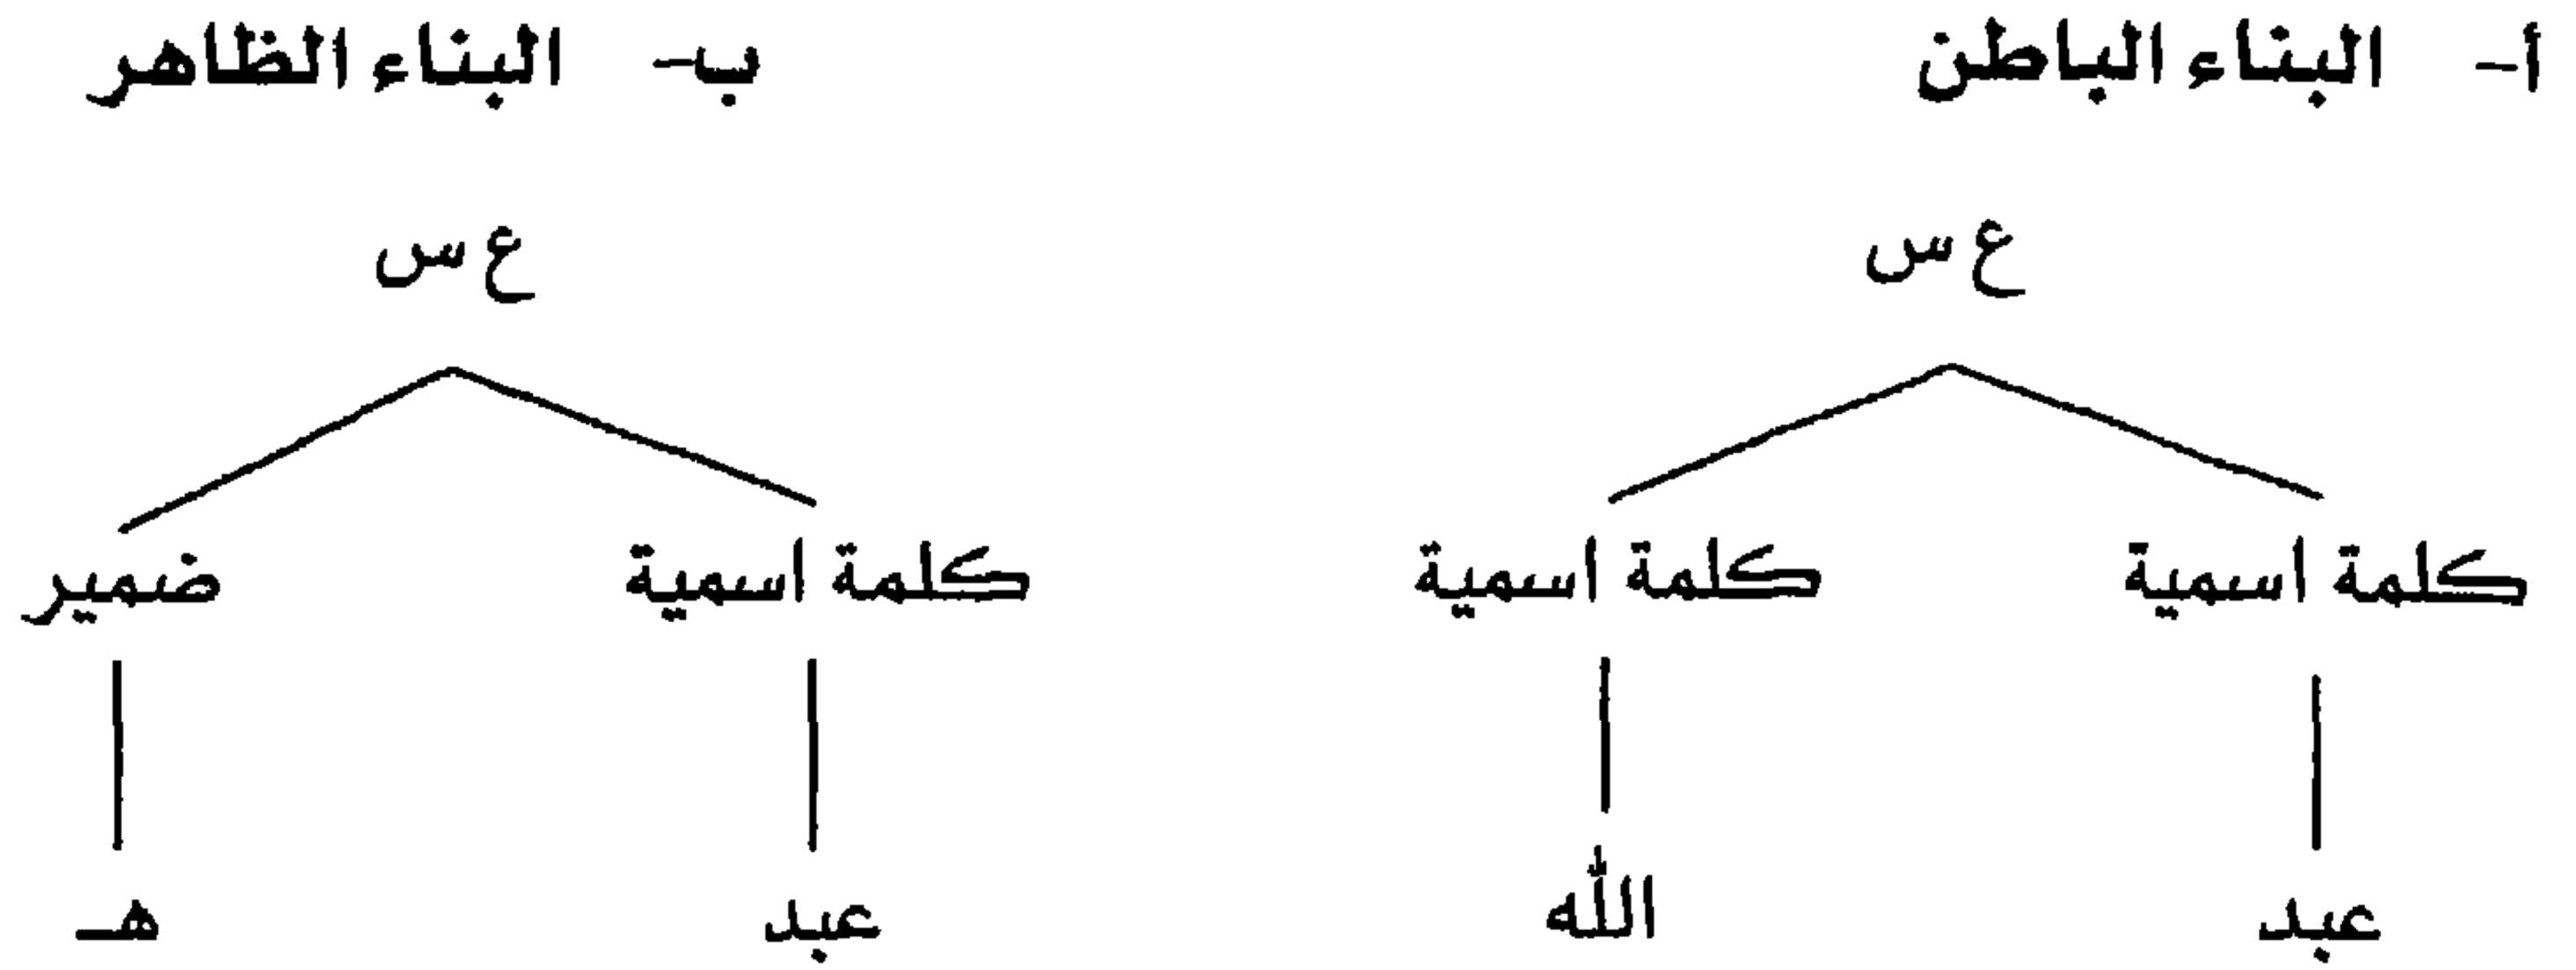 أ- البناء الباطن ب- البناء الظاهر
ع س ع س
كلمة اسمية كلمة اسمية كلمة اسمية ضمير
عبد الله عبد هـ